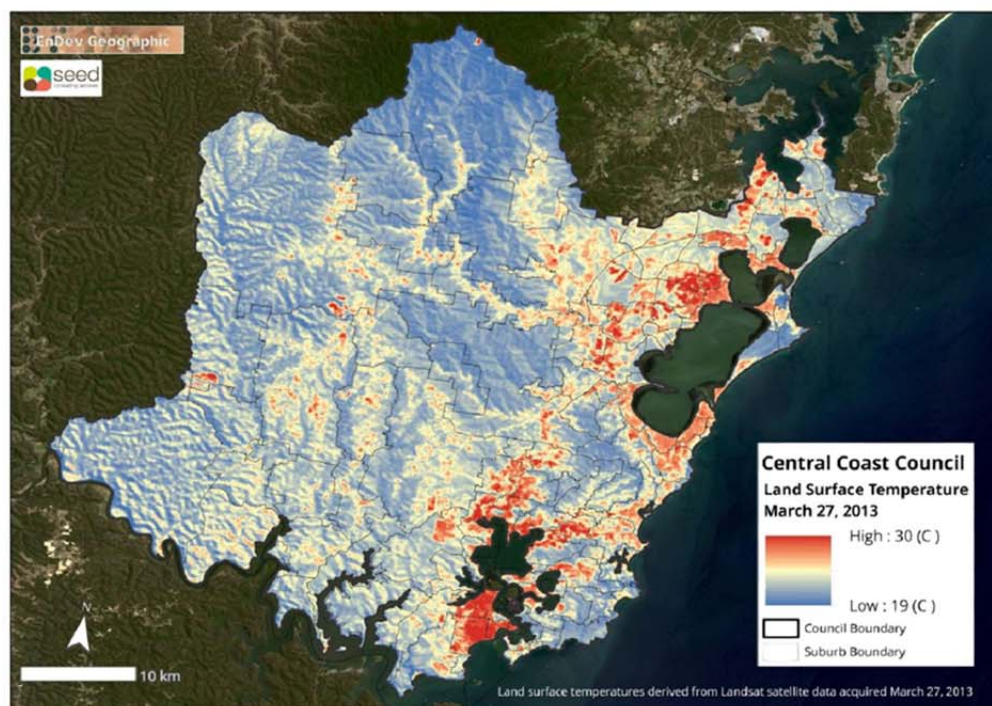 EnDev Geographic
seed
consulting services
Central Coast Council
Land Surface Temperature
March 27, 2013
High : 30 (C )
Low : 19 (C )
Council Boundary
Suburb Boundary
N
10 km
Land surface temperatures derived from Landsat satellite data acquired March 27, 2013